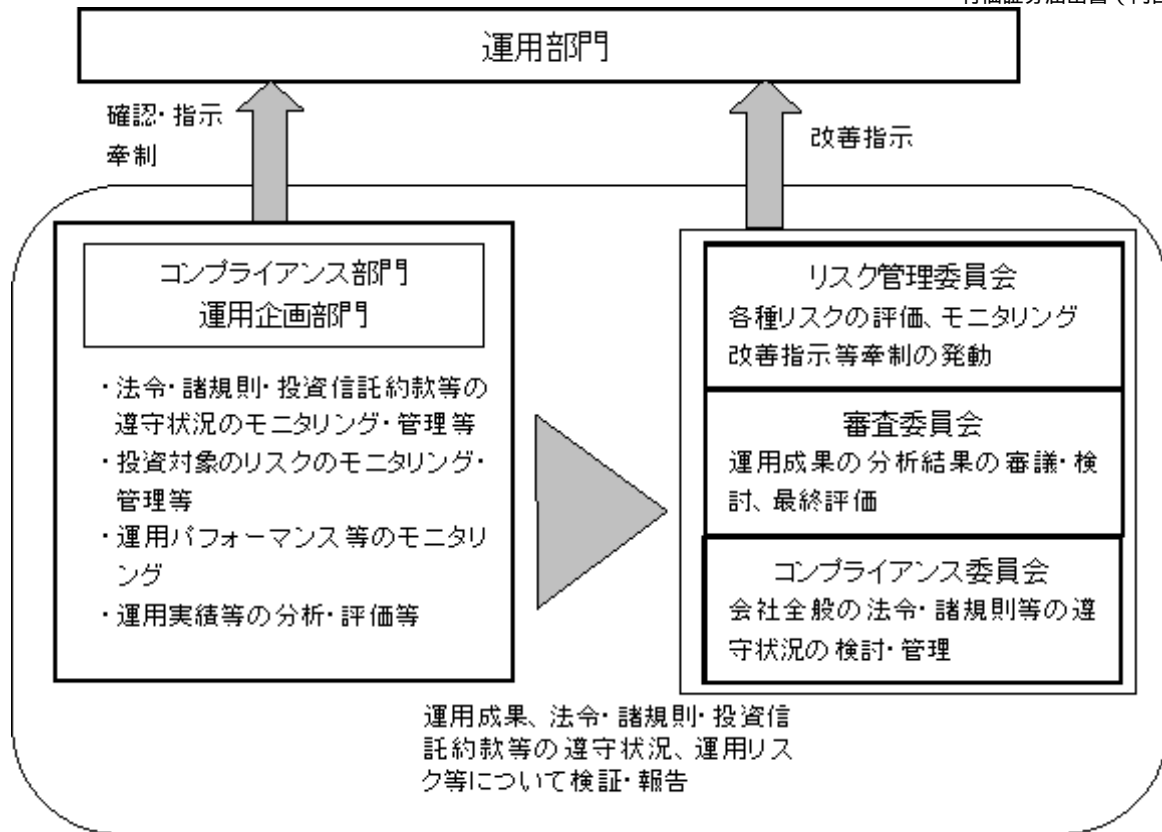 運用部門
確認・指示
牽制
改善指示
コンプライアンス部門
運用企画部門
・法令・諸規則・投資信託約款等の
遵守状況のモニタリング・管理等
・投資対象のリスクのモニタリング・
管理等
・運用パフォーマンス等のモニタリ
ング
・運用実績等の分析・評価等
リスク管理委員会
各種リスクの評価、モニタリング
改善指示等牽制の発動
審査委員会
運用成果の分析結果の審議・検
討、最終評価
コンプライアンス委員会
会社全般の法令・諸規則等の遵
守状況の検討・管理
運用成果、法令・諸規則・投資信
託約款等の遵守状況、運用リス
ク等について検証・報告